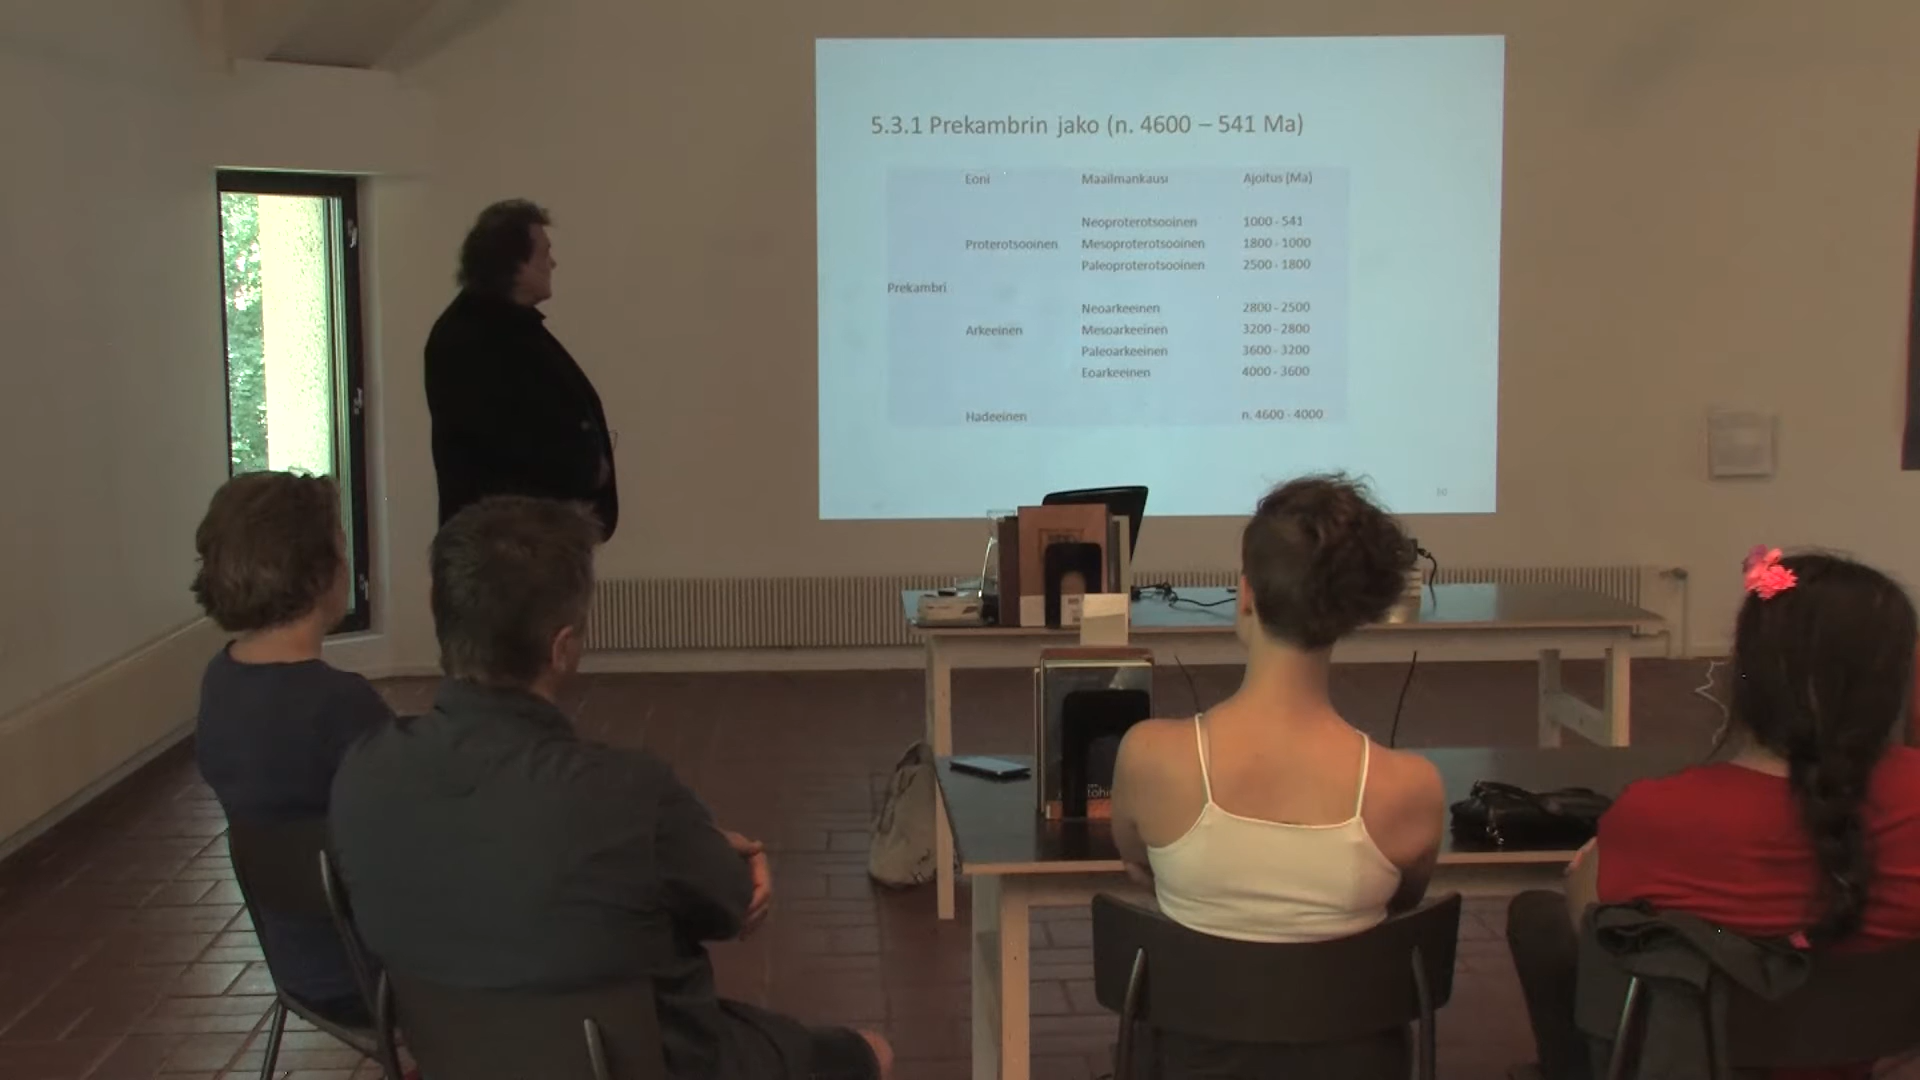 5.3.1 Prekambrin jako (n. 4600 – 541 Ma)
Eoni Maailmankausi Ajoitus (Ma)
Neoproterotsooinen 1000 - 541
Proterotsooinen Mesoproterotsooinen 1800 - 1000
Paleoproterotsooinen 2500 - 1800
Prekambri
Neoarkeeinen 2800 - 2500
Arkeeinen Mesoarkeeinen 3200 - 2800
Paleoarkeeinen 3600 - 3200
Eoarkeeinen 4000 - 3600
Hadeeinen n. 4600 - 4000